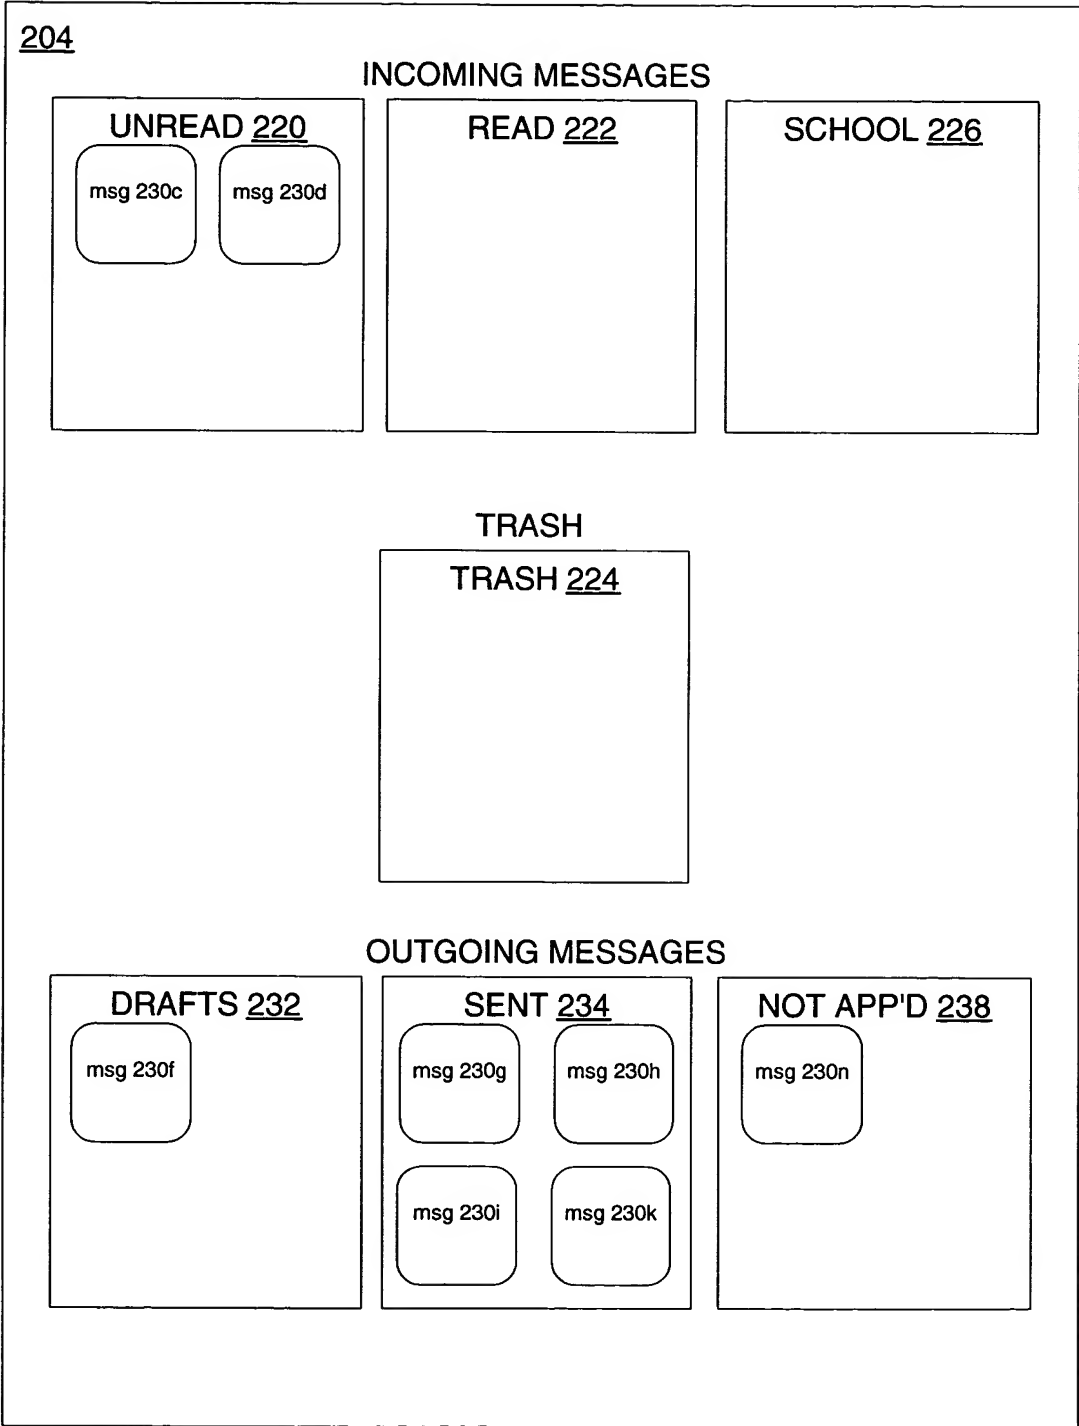 204
INCOMING MESSAGES
UNREAD 220
READ 222
SCHOOL 226
msg 230c
msg 230d
TRASH
TRASH 224
OUTGOING MESSAGES
DRAFTS 232
SENT 234
NOT APP'D 238
msg 230f
msg 230g
msg 230h
msg 230n
msg 230i
msg 230k